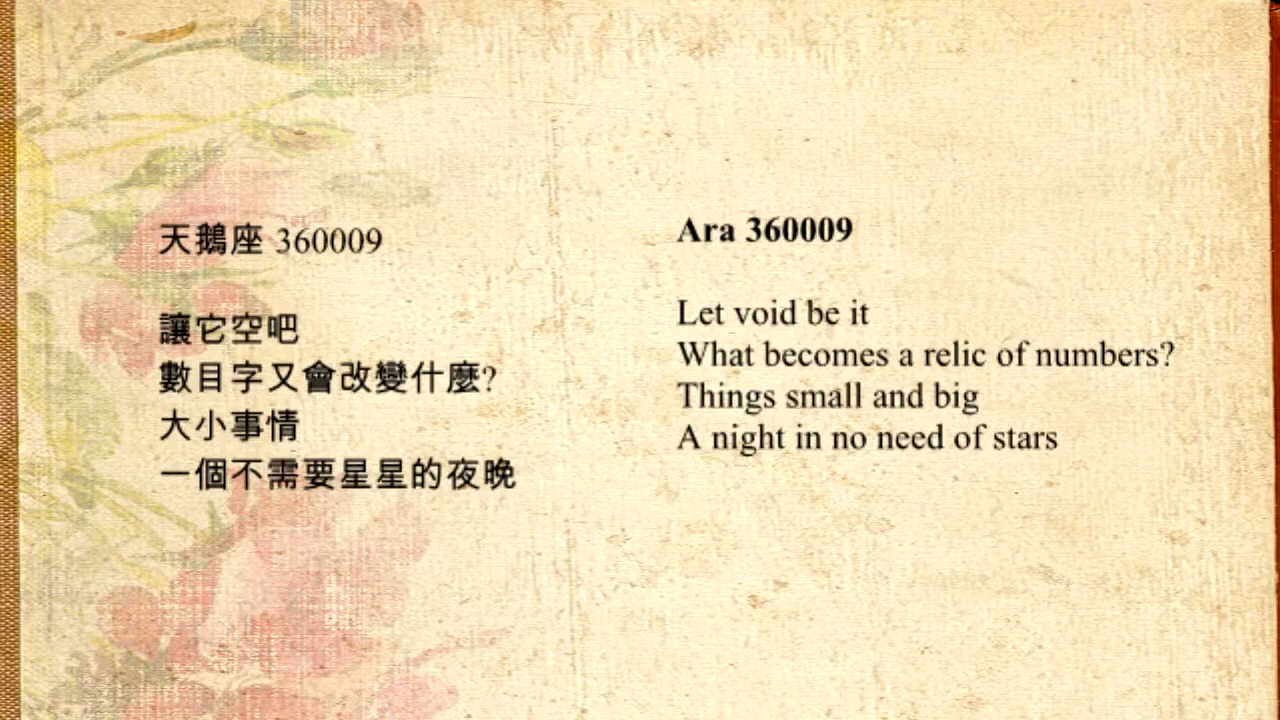 天鵝座 360009
讓它空吧
數目字又會改變什麼?
大小事情
一個不需要星星的夜晚
Ara 360009
Let void be it
What becomes a relic of numbers?
Things small and big
A night in no need of stars